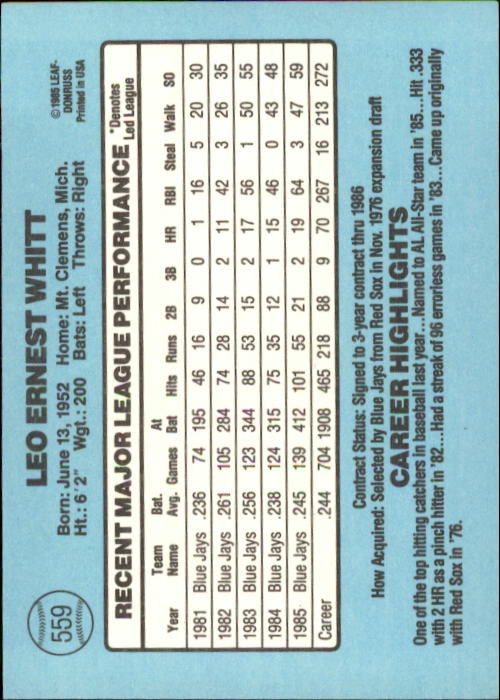 559
LEO ERNEST WHITT
Born: June 13, 1952 Home: Mt. Clemens, Mich.
Ht.: 6'2" Wgt.: 200 Bats: Left Throws: Right
©1985 LEAF-
DONRUSS
Printed in USA
RECENT MAJOR LEAGUE PERFORMANCE
*Denotes
Led League
Year Team Name Bat. Avg. Games At Bat Hits Runs 2B 3B HR RBI Steal Walk SO
1981 Blue Jays .236 74 195 46 16 9 0 1 16 5 20 30
1982 Blue Jays .261 105 284 74 28 14 2 11 42 3 26 35
1983 Blue Jays .256 123 344 88 53 15 2 17 56 1 50 55
1984 Blue Jays .238 124 315 75 35 12 1 15 46 0 43 48
1985 Blue Jays .245 139 412 101 55 21 2 19 64 3 47 59
Career .244 704 1908 465 218 88 9 70 267 16 213 272
Contract Status: Signed to 3-year contract thru 1986
How Acquired: Selected by Blue Jays from Red Sox in Nov. 1976 expansion draft
CAREER HIGHLIGHTS
One of the top hitting catchers in baseball last year...Named to AL All-Star team in '85...Hit .333
with 2 HR as a pinch hitter in '82...Had a streak of 96 errorless games in '83...Came up originally
with Red Sox in '76.